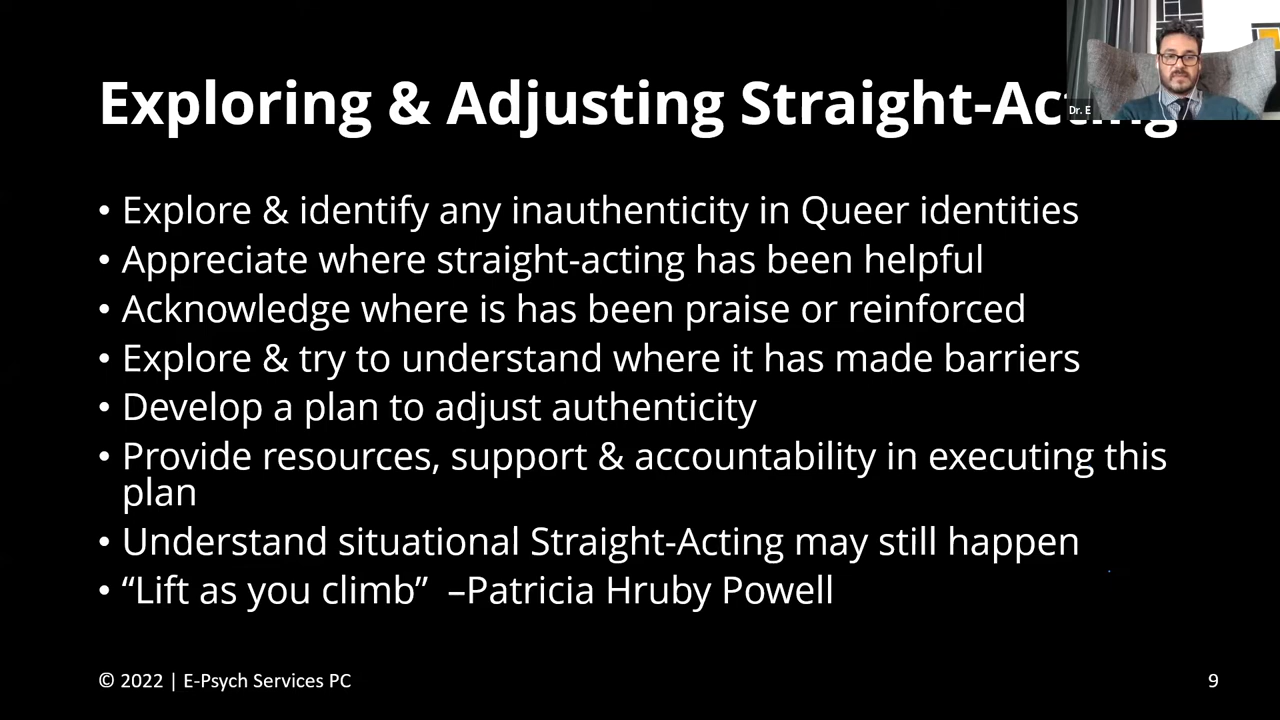 Exploring & Adjusting Straight-Acting
Dr. E
• Explore & identify any inauthenticity in Queer identities
• Appreciate where straight-acting has been helpful
• Acknowledge where is has been praise or reinforced
• Explore & try to understand where it has made barriers
• Develop a plan to adjust authenticity
• Provide resources, support & accountability in executing this
plan
• Understand situational Straight-Acting may still happen
• “Lift as you climb”  –Patricia Hruby Powell
© 2022 | E-Psych Services PC
9